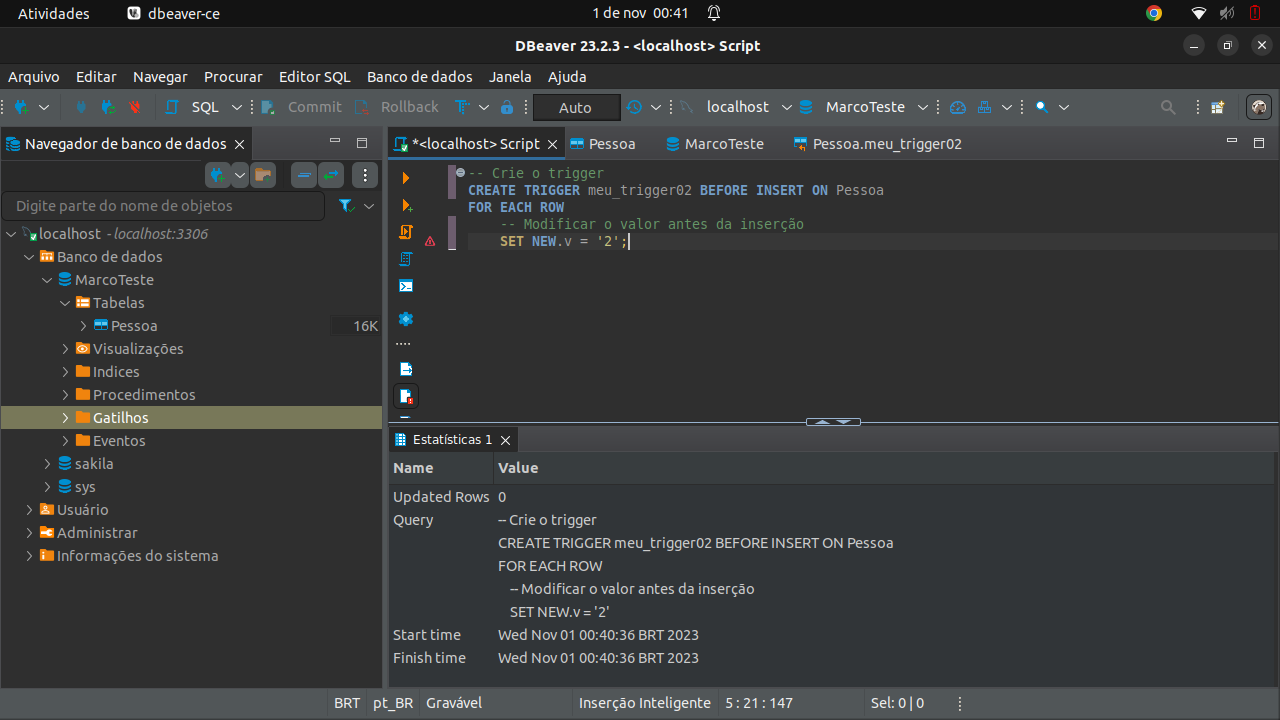 Atividades
dbeaver-ce
1 de nov 00:41
DBeaver 23.2.3 - <localhost> Script
Arquivo Editar Navegar Procurar Editor SQL Banco de dados Janela Ajuda
SQL Commit Rollback Auto localhost MarcoTeste
Navegador de banco de dados
Digite parte do nome de objetos
localhost - localhost:3306
Banco de dados
MarcoTeste
Tabelas
Pessoa 16K
Visualizações
Indices
Procedimentos
Gatilhos
Eventos
sakila
sys
Usuário
Administrar
Informações do sistema
*<localhost> Script
Pessoa
MarcoTeste
Pessoa.meu_trigger02
-- Crie o trigger
CREATE TRIGGER meu_trigger02 BEFORE INSERT ON Pessoa
FOR EACH ROW
-- Modificar o valor antes da inserção
SET NEW.v = '2';
Estatísticas 1
Name Value
Updated Rows 0
Query -- Crie o trigger
CREATE TRIGGER meu_trigger02 BEFORE INSERT ON Pessoa
FOR EACH ROW
-- Modificar o valor antes da inserção
SET NEW.v = '2'
Start time Wed Nov 01 00:40:36 BRT 2023
Finish time Wed Nov 01 00:40:36 BRT 2023
BRT pt_BR Gravável Inserção Inteligente 5 : 21 : 147 Sel: 0 | 0